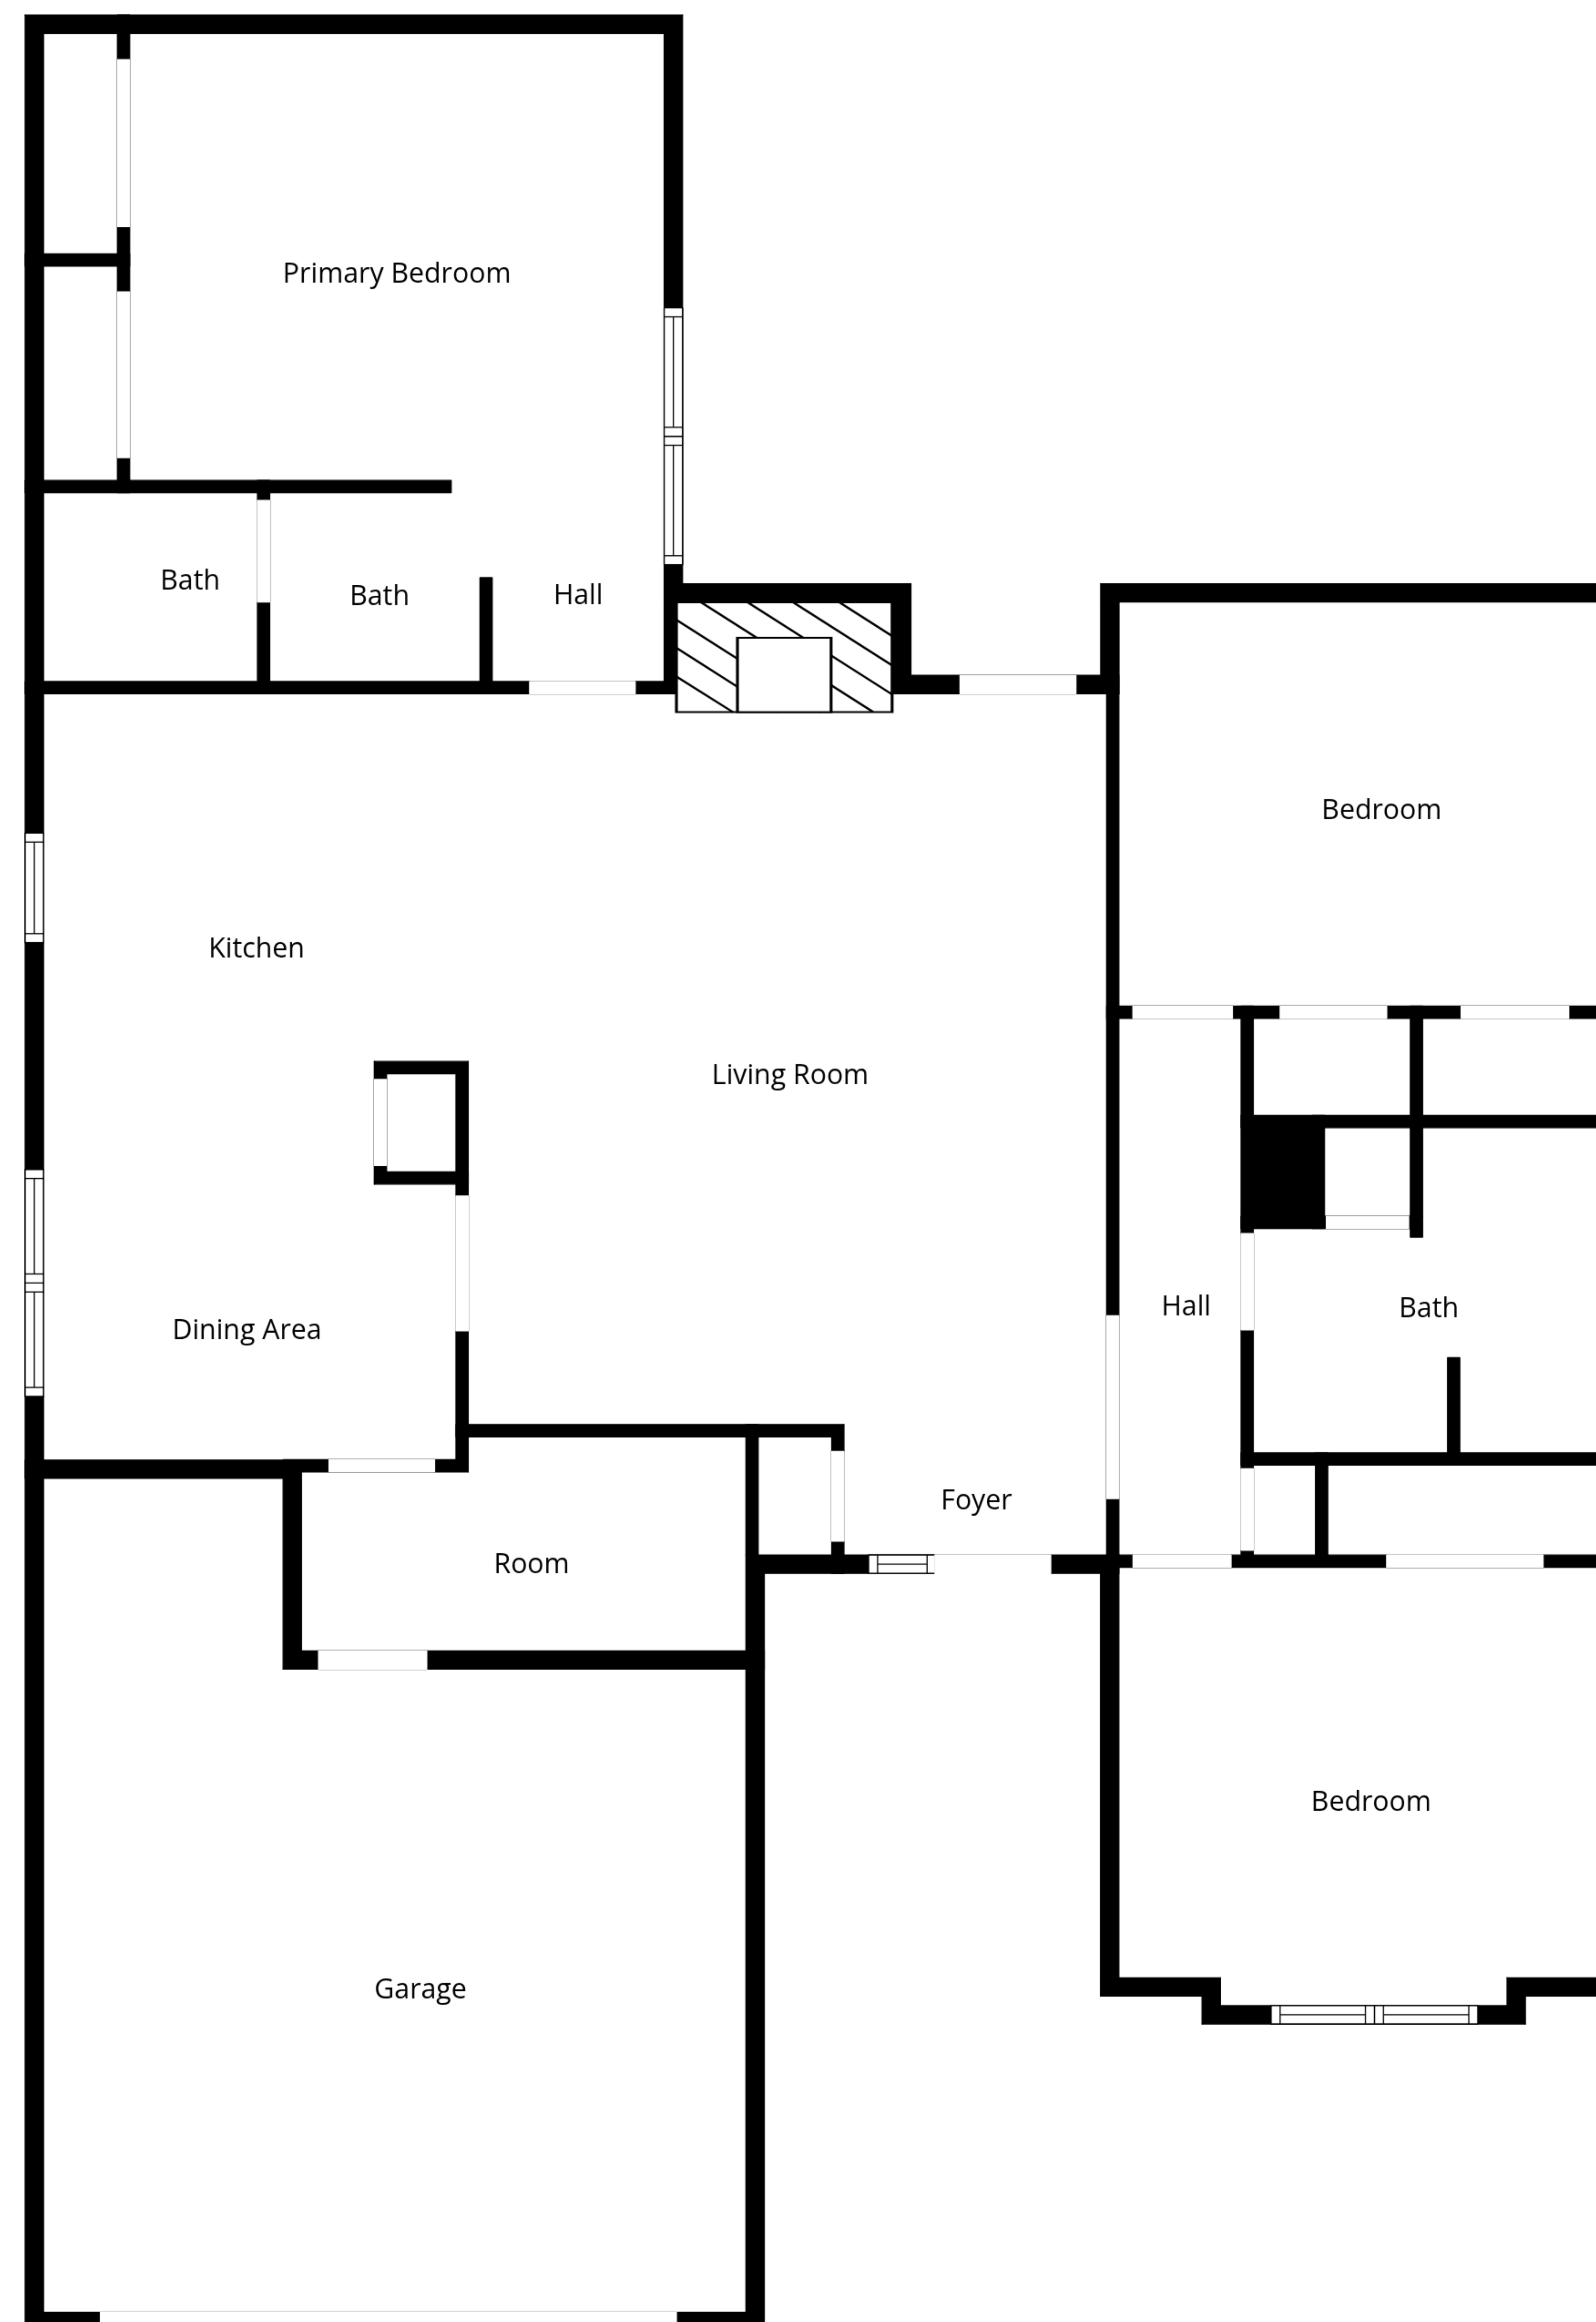 Primary Bedroom
Bath
Bath
Hall
Bedroom
Kitchen
Living Room
Hall
Bath
Dining Area
Foyer
Room
Bedroom
Garage